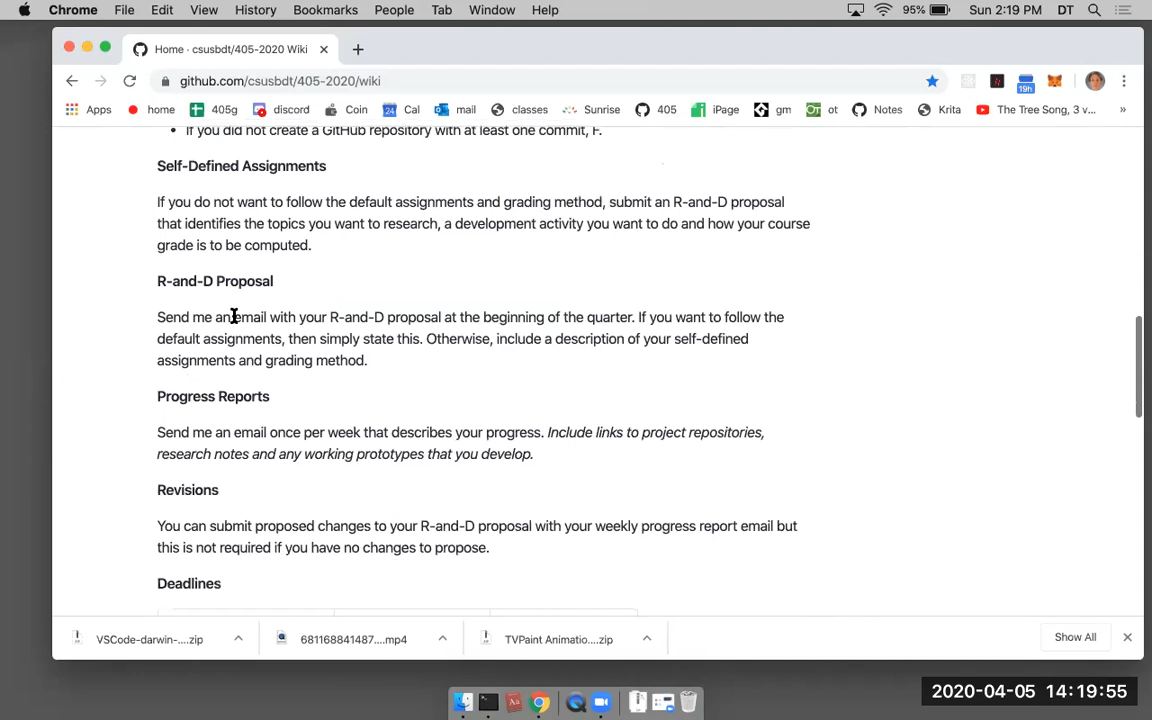 Chrome File Edit View History Bookmarks People Tab Window Help 95% Sun 2:19 PM DT
Home · csusbdt/405-2020 Wiki
github.com/csusbdt/405-2020/wiki
19h
Apps home 405g discord Coin 24 Cal mail classes Sunrise 405 iPage gm ot Notes Krita The Tree Song, 3 v... »
• If you did not create a GitHub repository with at least one commit, F.
Self-Defined Assignments
If you do not want to follow the default assignments and grading method, submit an R-and-D proposal
that identifies the topics you want to research, a development activity you want to do and how your course
grade is to be computed.
R-and-D Proposal
Send me an email with your R-and-D proposal at the beginning of the quarter. If you want to follow the
default assignments, then simply state this. Otherwise, include a description of your self-defined
assignments and grading method.
Progress Reports
Send me an email once per week that describes your progress. Include links to project repositories,
research notes and any working prototypes that you develop.
Revisions
You can submit proposed changes to your R-and-D proposal with your weekly progress report email but
this is not required if you have no changes to propose.
Deadlines
VSCode-darwin-....zip 681168841487....mp4 TVPaint Animatio....zip Show All
2020-04-05 14:19:55